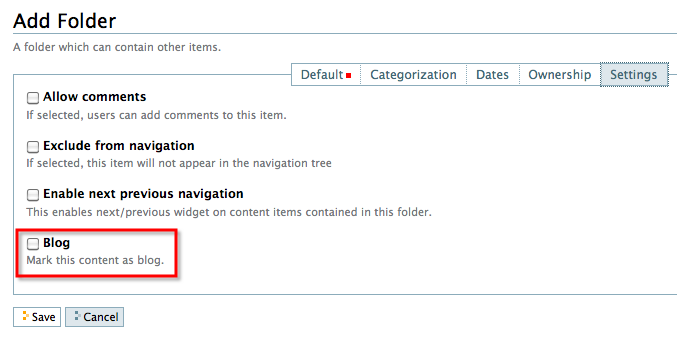 Add Folder
A folder which can contain other items.
Default Categorization Dates Ownership Settings
Allow comments
If selected, users can add comments to this item.
Exclude from navigation
If selected, this item will not appear in the navigation tree
Enable next previous navigation
This enables next/previous widget on content items contained in this folder.
Blog
Mark this content as blog.
Save Cancel